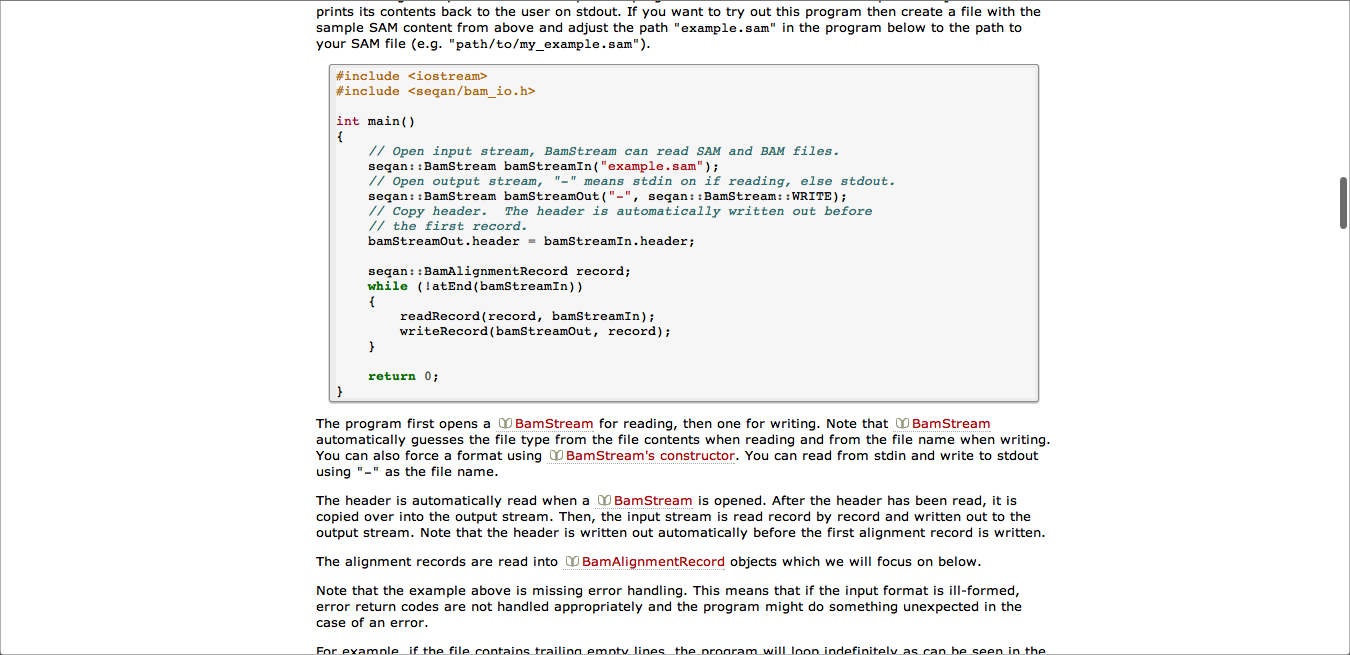 prints its contents back to the user on stdout. If you want to try out this program then create a file with the
sample SAM content from above and adjust the path "example.sam" in the program below to the path to
your SAM file (e.g. "path/to/my_example.sam").
#include <iostream>
#include <seqan/bam_io.h>
int main()
{
    // Open input stream, BamStream can read SAM and BAM files.
    seqan::BamStream bamStreamIn("example.sam");
    // Open output stream, "-" means stdin on if reading, else stdout.
    seqan::BamStream bamStreamOut("-", seqan::BamStream::WRITE);
    // Copy header.  The header is automatically written out before
    // the first record.
    bamStreamOut.header = bamStreamIn.header;
    seqan::BamAlignmentRecord record;
    while (!atEnd(bamStreamIn))
    {
        readRecord(record, bamStreamIn);
        writeRecord(bamStreamOut, record);
    }
    return 0;
}
The program first opens a BamStream for reading, then one for writing. Note that BamStream
automatically guesses the file type from the file contents when reading and from the file name when writing.
You can also force a format using BamStream's constructor. You can read from stdin and write to stdout
using "-" as the file name.
The header is automatically read when a BamStream is opened. After the header has been read, it is
copied over into the output stream. Then, the input stream is read record by record and written out to the
output stream. Note that the header is written out automatically before the first alignment record is written.
The alignment records are read into BamAlignmentRecord objects which we will focus on below.
Note that the example above is missing error handling. This means that if the input format is ill-formed,
error return codes are not handled appropriately and the program might do something unexpected in the
case of an error.
For example, if the file contains trailing empty lines, the program will loop indefinitely as can be seen in the